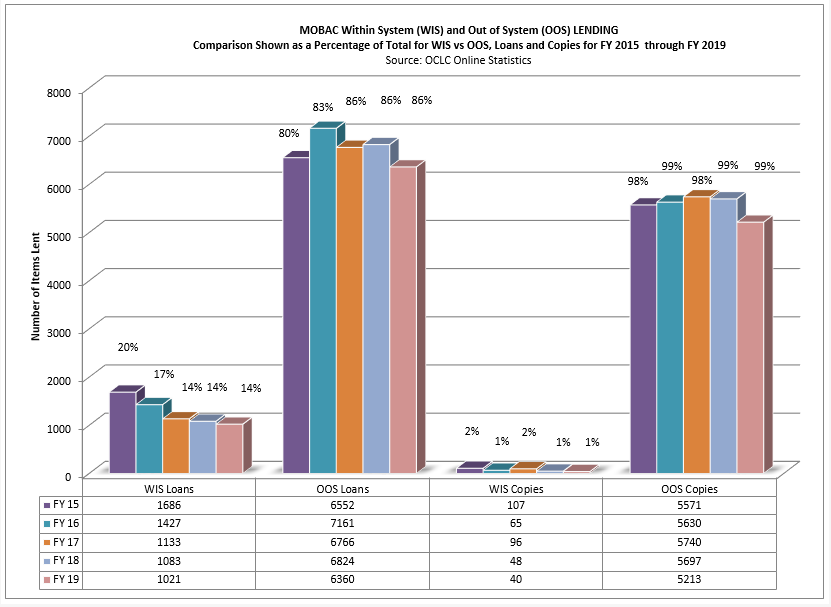 MOBAC Within System (WIS) and Out of System (OOS) LENDING
Comparison Shown as a Percentage of Total for WIS vs OOS, Loans and Copies for FY 2015 through FY 2019
Source: OCLC Online Statistics
Number of Items Lent
8000
7000
6000
5000
4000
3000
2000
1000
0
20% 17% 14% 14% 14%
80% 83% 86% 86% 86%
2% 1% 2% 1% 1%
98% 99% 98% 99% 99%
WIS Loans OOS Loans WIS Copies OOS Copies
FY 15 1686 6552 107 5571
FY 16 1427 7161 65 5630
FY 17 1133 6766 96 5740
FY 18 1083 6824 48 5697
FY 19 1021 6360 40 5213